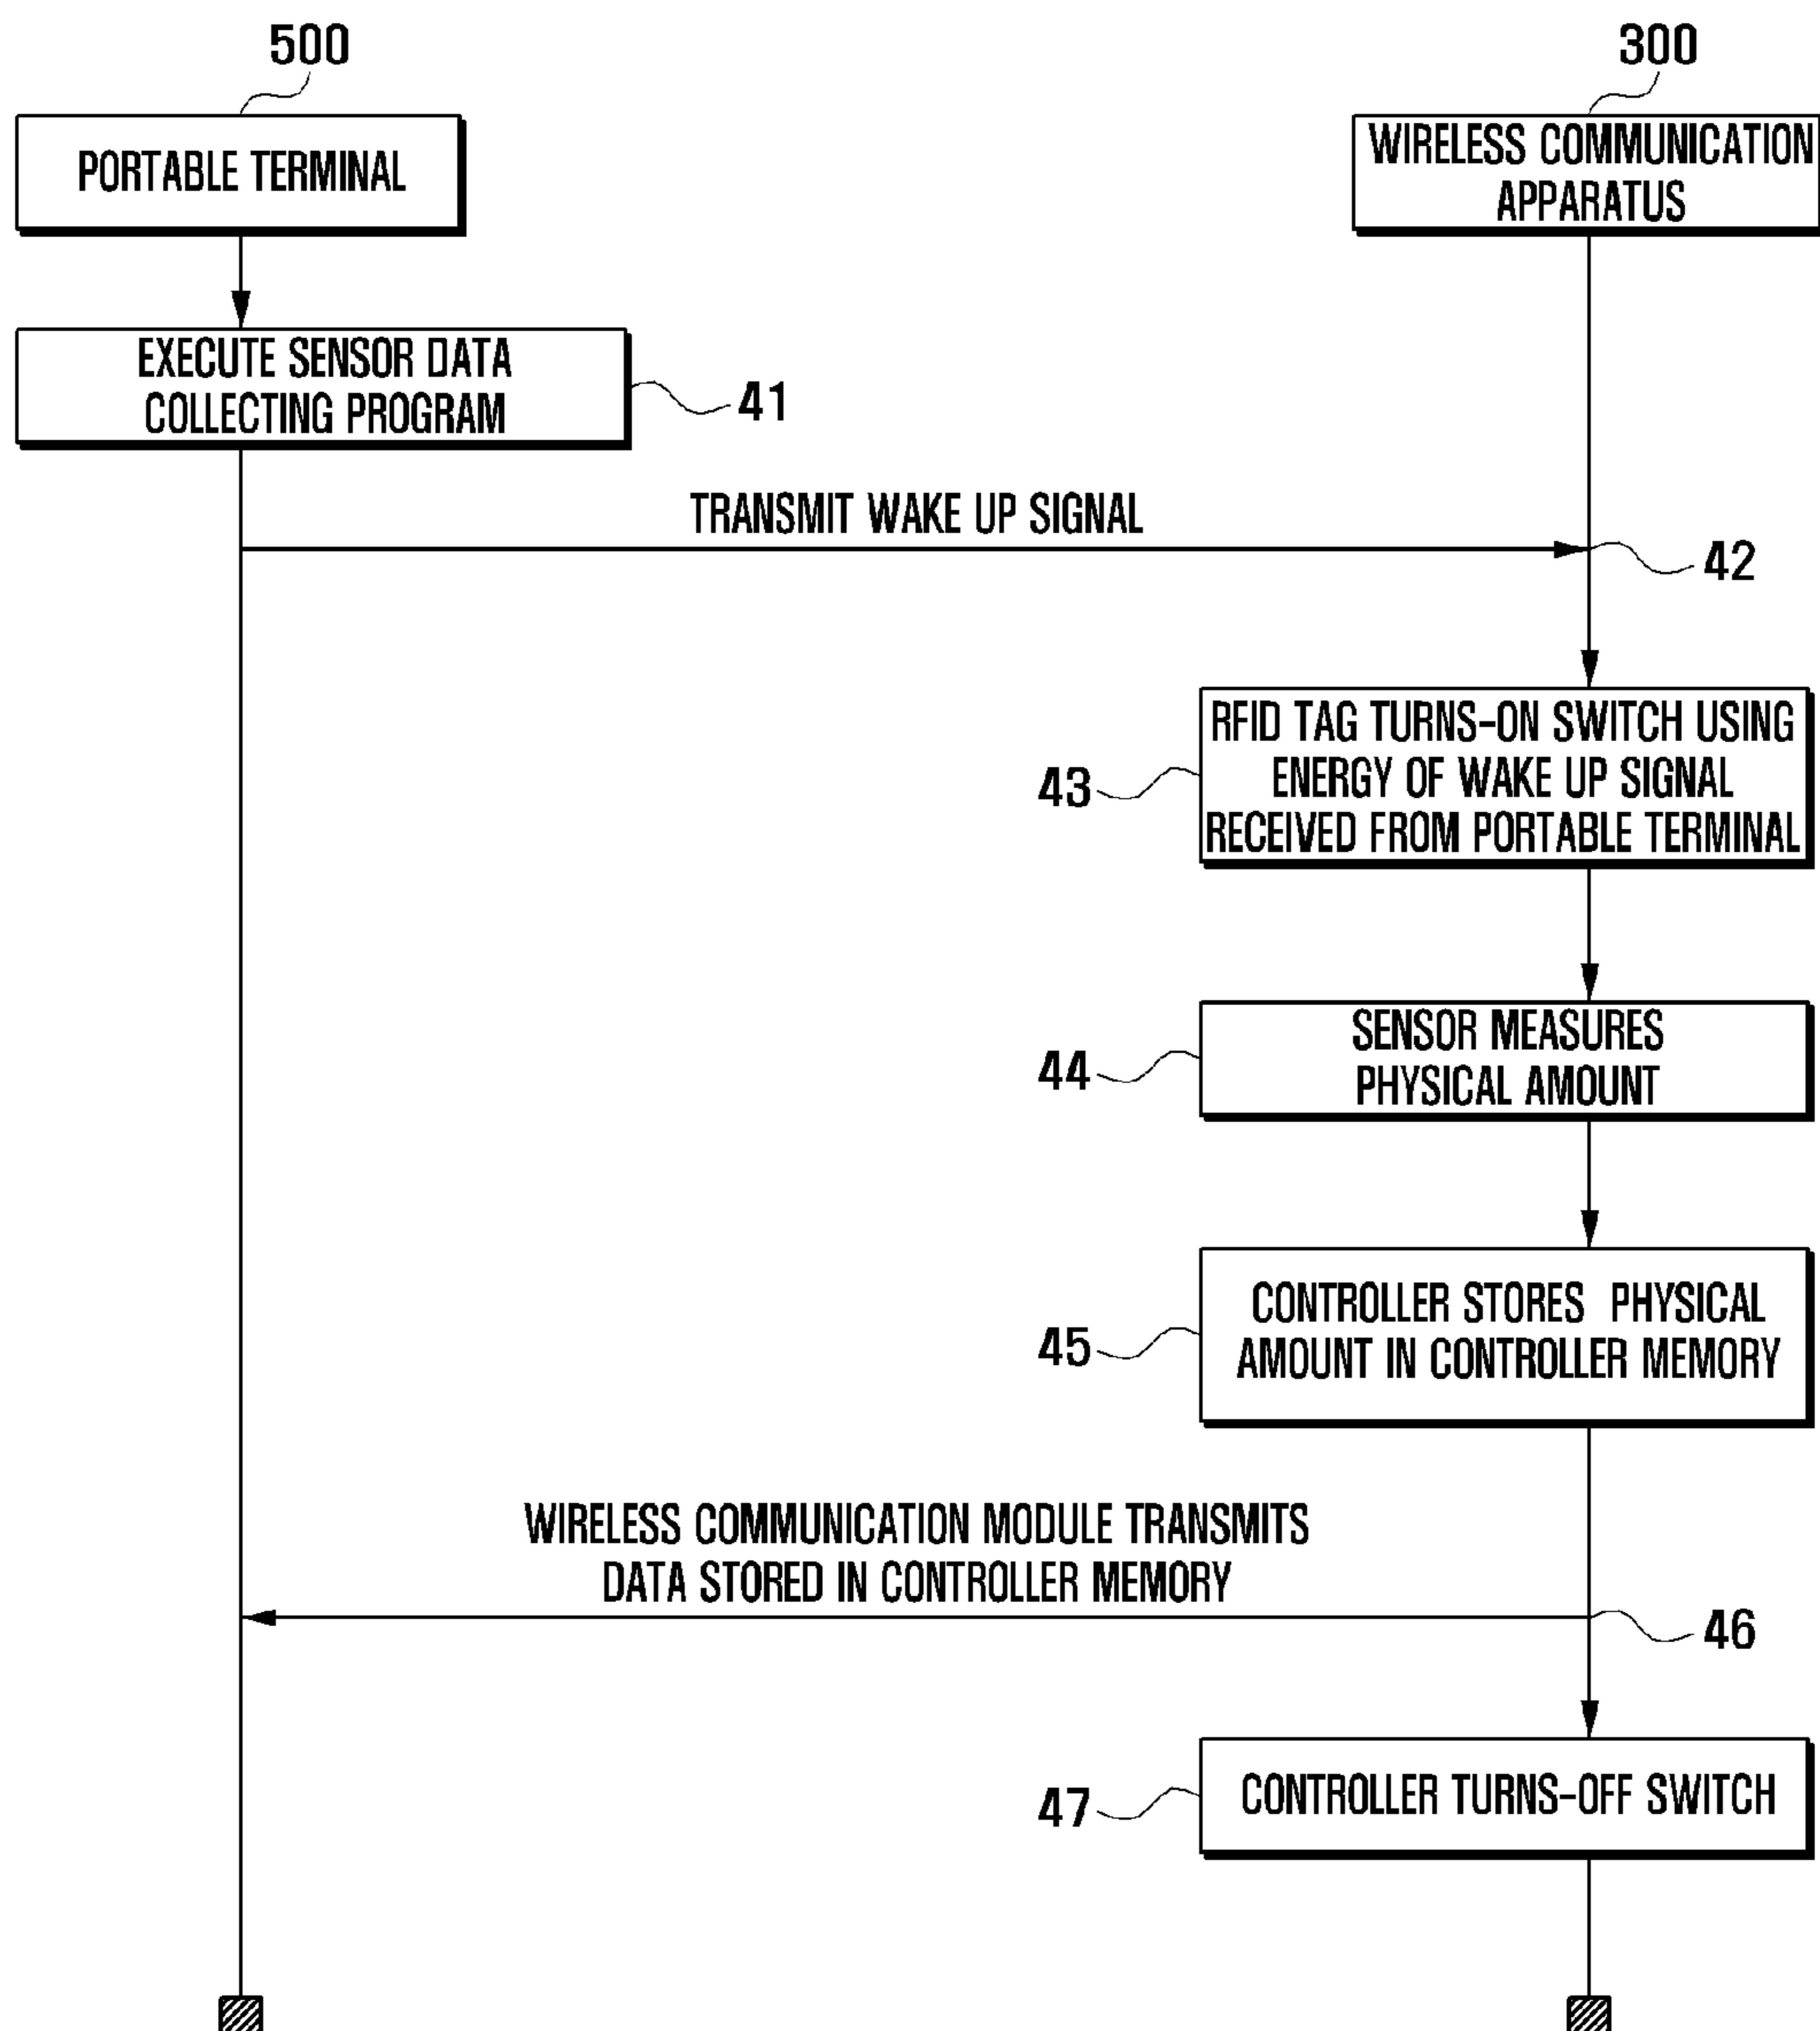 500
300
PORTABLE TERMINAL
WIRELESS COMMUNICATION
APPARATUS
EXECUTE SENSOR DATA
COLLECTING PROGRAM
41
TRANSMIT WAKE UP SIGNAL
42
RFID TAG TURNS-ON SWITCH USING
ENERGY OF WAKE UP SIGNAL
RECEIVED FROM PORTABLE TERMINAL
43
SENSOR MEASURES
PHYSICAL AMOUNT
44
CONTROLLER STORES PHYSICAL
AMOUNT IN CONTROLLER MEMORY
45
WIRELESS COMMUNICATION MODULE TRANSMITS
DATA STORED IN CONTROLLER MEMORY
46
CONTROLLER TURNS-OFF SWITCH
47